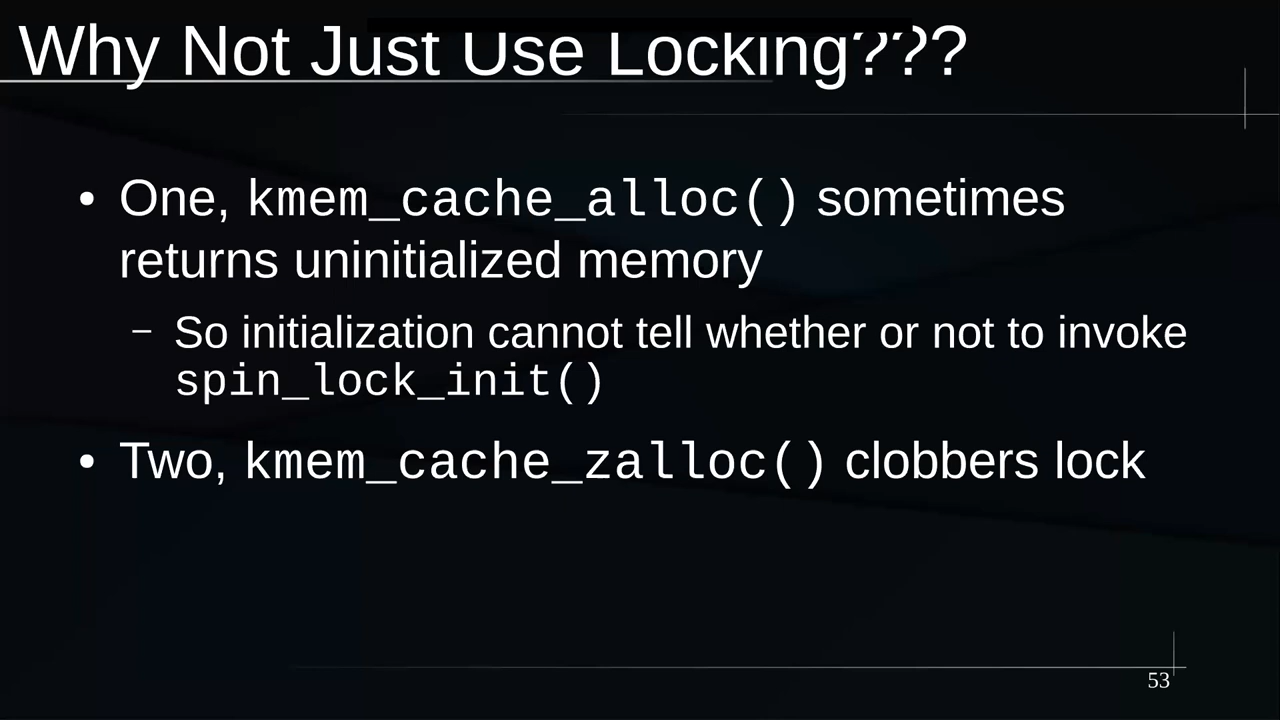 Why Not Just Use Locking???
• One, kmem_cache_alloc() sometimes
returns uninitialized memory
– So initialization cannot tell whether or not to invoke
spin_lock_init()
• Two, kmem_cache_zalloc() clobbers lock
53